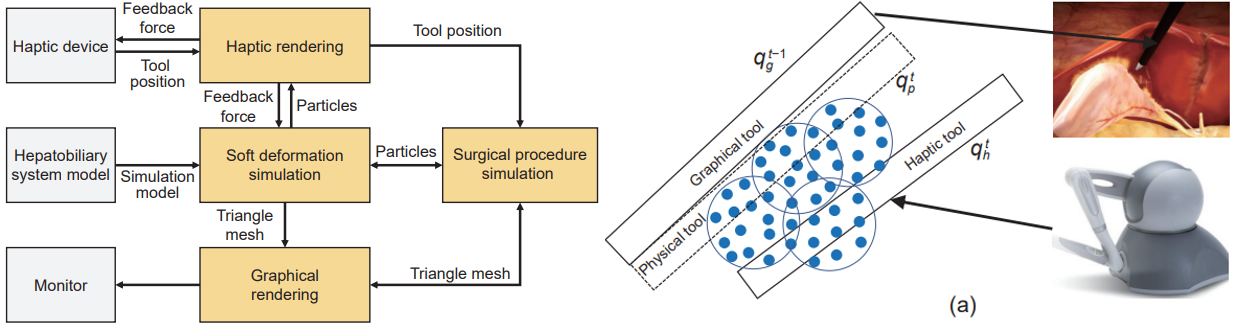 Feedback
force
Haptic device
Tool
position
Haptic rendering
Tool position
Feedback
force
Particles
Hepatobiliary
system model
Simulation
model
Soft deformation
simulation
Particles
Surgical procedure
simulation
Triangle
mesh
Monitor
Graphical
rendering
Triangle mesh
q_g^{t−1}
q_p^t
q_h^t
Graphical tool
Physical tool
Haptic tool
(a)